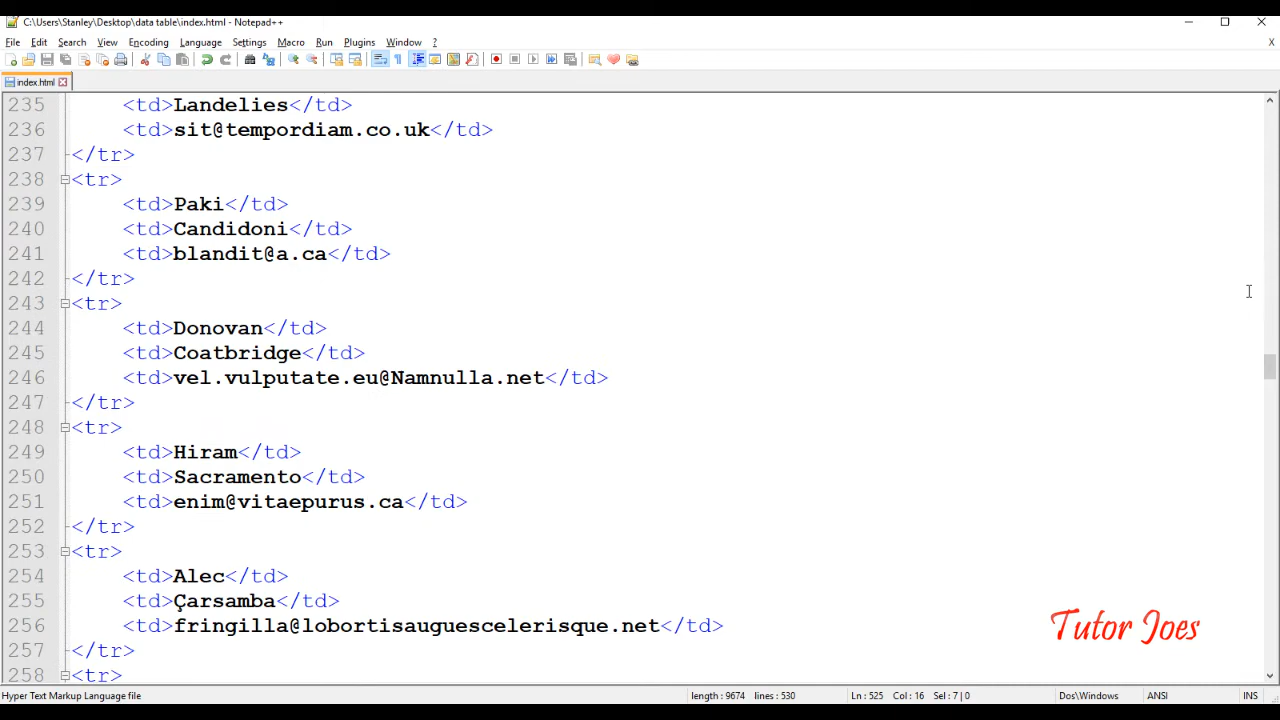 C:\Users\Stanley\Desktop\data table\index.html - Notepad++
File Edit Search View Encoding Language Settings Macro Run Plugins Window ? X
index.html
235 <td>Landelies</td>
236 <td>sit@tempordiam.co.uk</td>
237 </tr>
238 <tr>
239 <td>Paki</td>
240 <td>Candidoni</td>
241 <td>blandit@a.ca</td>
242 </tr>
243 <tr>
244 <td>Donovan</td>
245 <td>Coatbridge</td>
246 <td>vel.vulputate.eu@Namnulla.net</td>
247 </tr>
248 <tr>
249 <td>Hiram</td>
250 <td>Sacramento</td>
251 <td>enim@vitaepurus.ca</td>
252 </tr>
253 <tr>
254 <td>Alec</td>
255 <td>Çarsamba</td>
256 <td>fringilla@lobortisauguescelerisque.net</td>
257 </tr>
258 <tr>
Tutor Joes
Hyper Text Markup Language file length : 9674 lines : 530 Ln : 525 Col : 16 Sel : 7 | 0 Dos\Windows ANSI INS